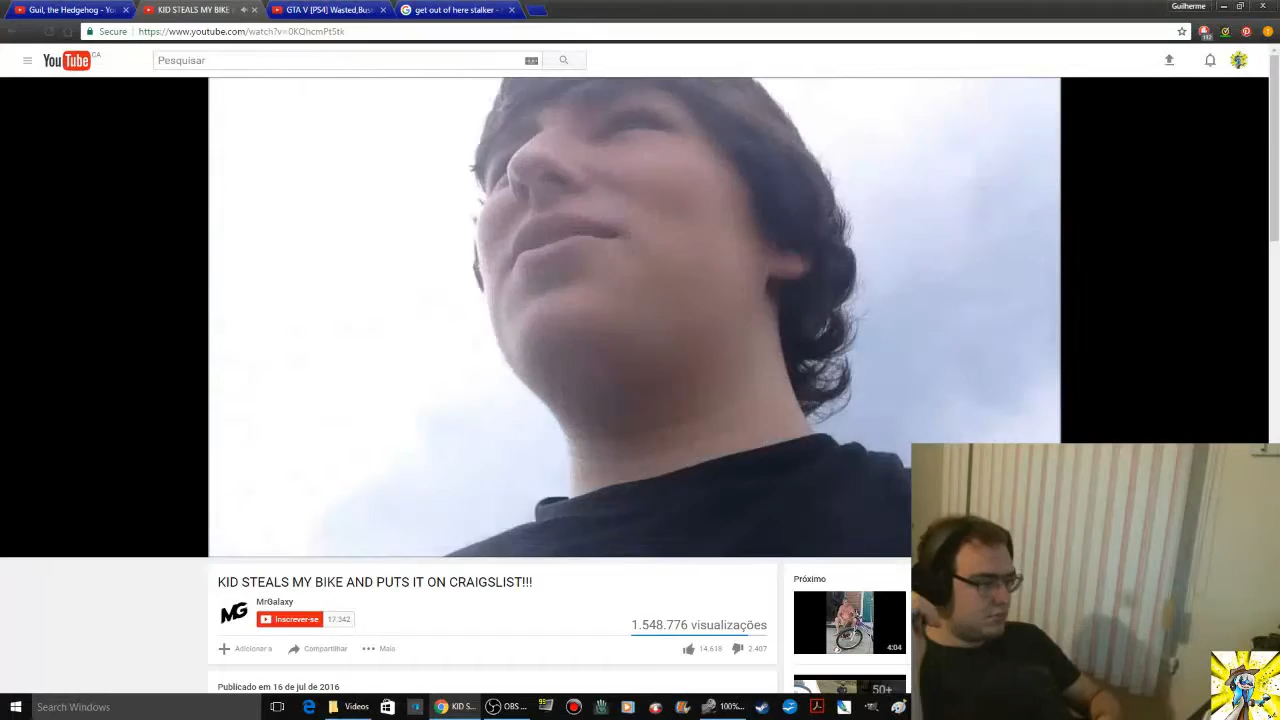 Guil, the Hedgehog - Yo
KID STEALS MY BIKE
GTA V [PS4] Wasted,Bus
get out of here stalker -
Guilherme
Secure
https://www.youtube.com/watch?v=0KQhcmPt5tk
112
YouTube CA
Pesquisar
KID STEALS MY BIKE AND PUTS IT ON CRAIGSLIST!!!
MG
MrGalaxy
Inscrever-se 17.342
1.548.776 visualizações
Adicionar a
Compartilhar
Mais
14.618
2.407
Publicado em 16 de jul de 2016
Próximo
4:04
50+
Search Windows
Videos
KID S...
OBS ...
100%...